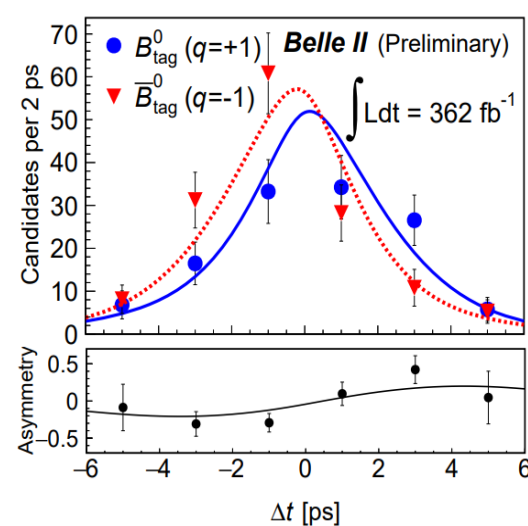 Candidates per 2 ps
70
60
50
40
30
20
10
0
B⁰tag (q=+1)
B̅⁰tag (q=-1)
Belle II (Preliminary)
∫ Ldt = 362 fb⁻¹
Asymmetry
0.5
0
−0.5
−6 −4 −2 0 2 4 6
Δt [ps]